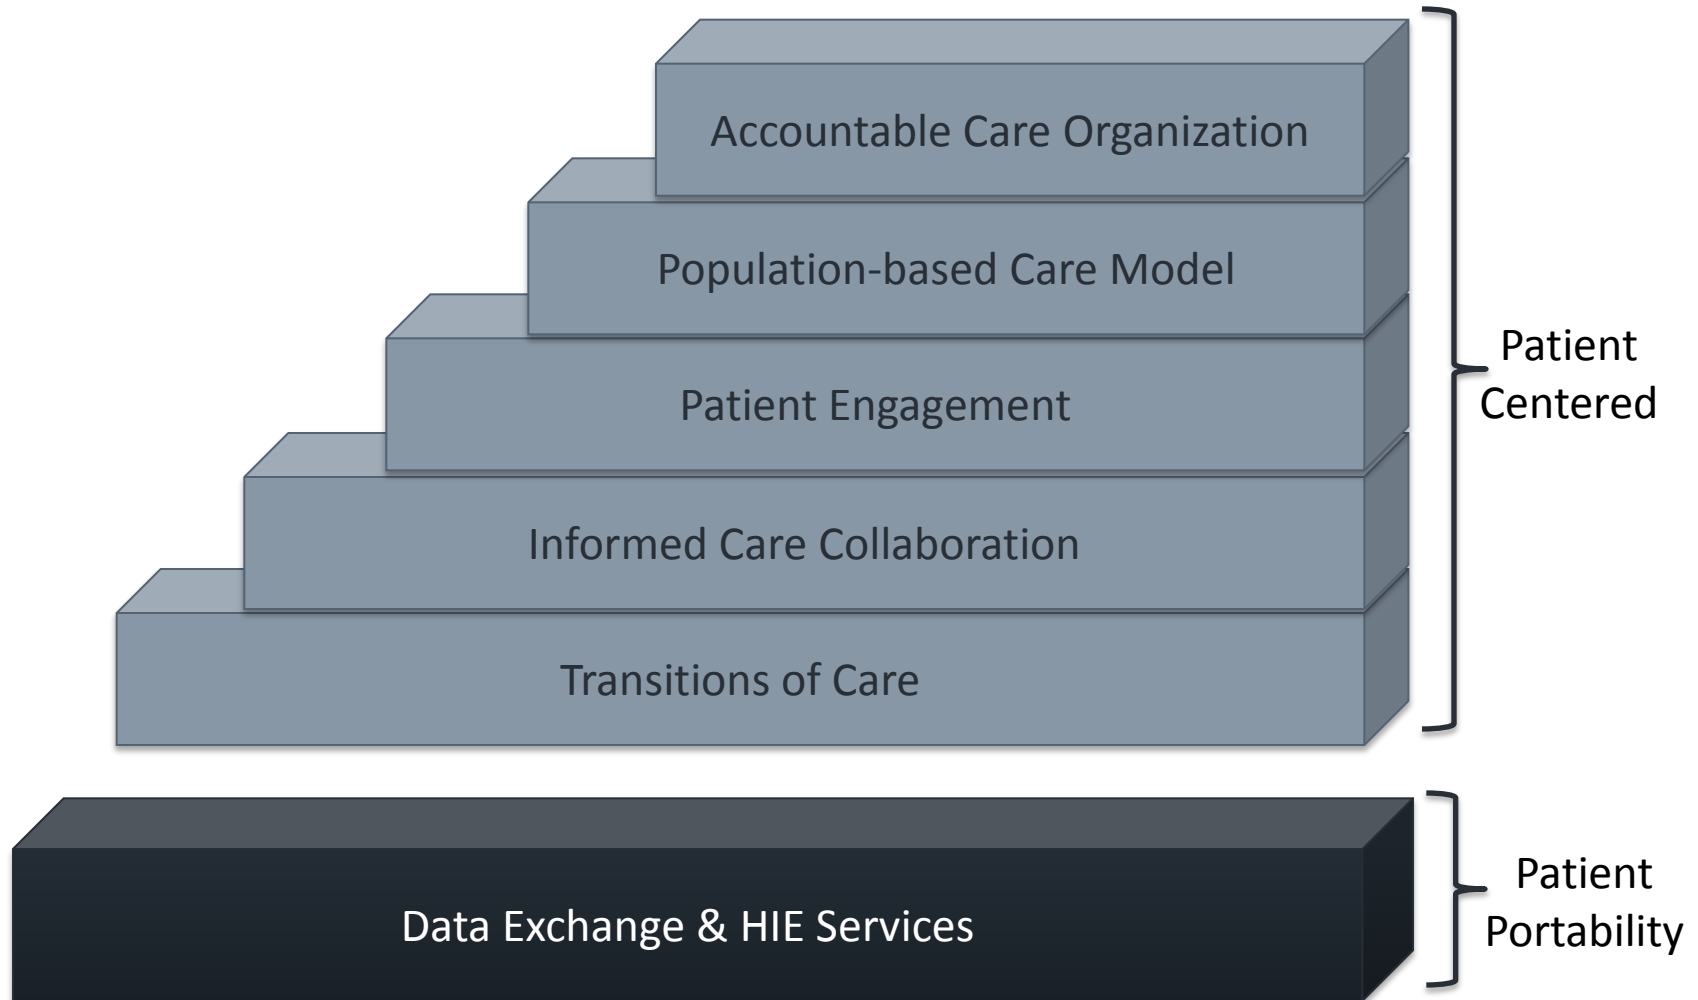 Accountable Care Organization
Population-based Care Model
Patient Engagement
Informed Care Collaboration
Transitions of Care
Patient
Centered
Data Exchange & HIE Services
Patient
Portability